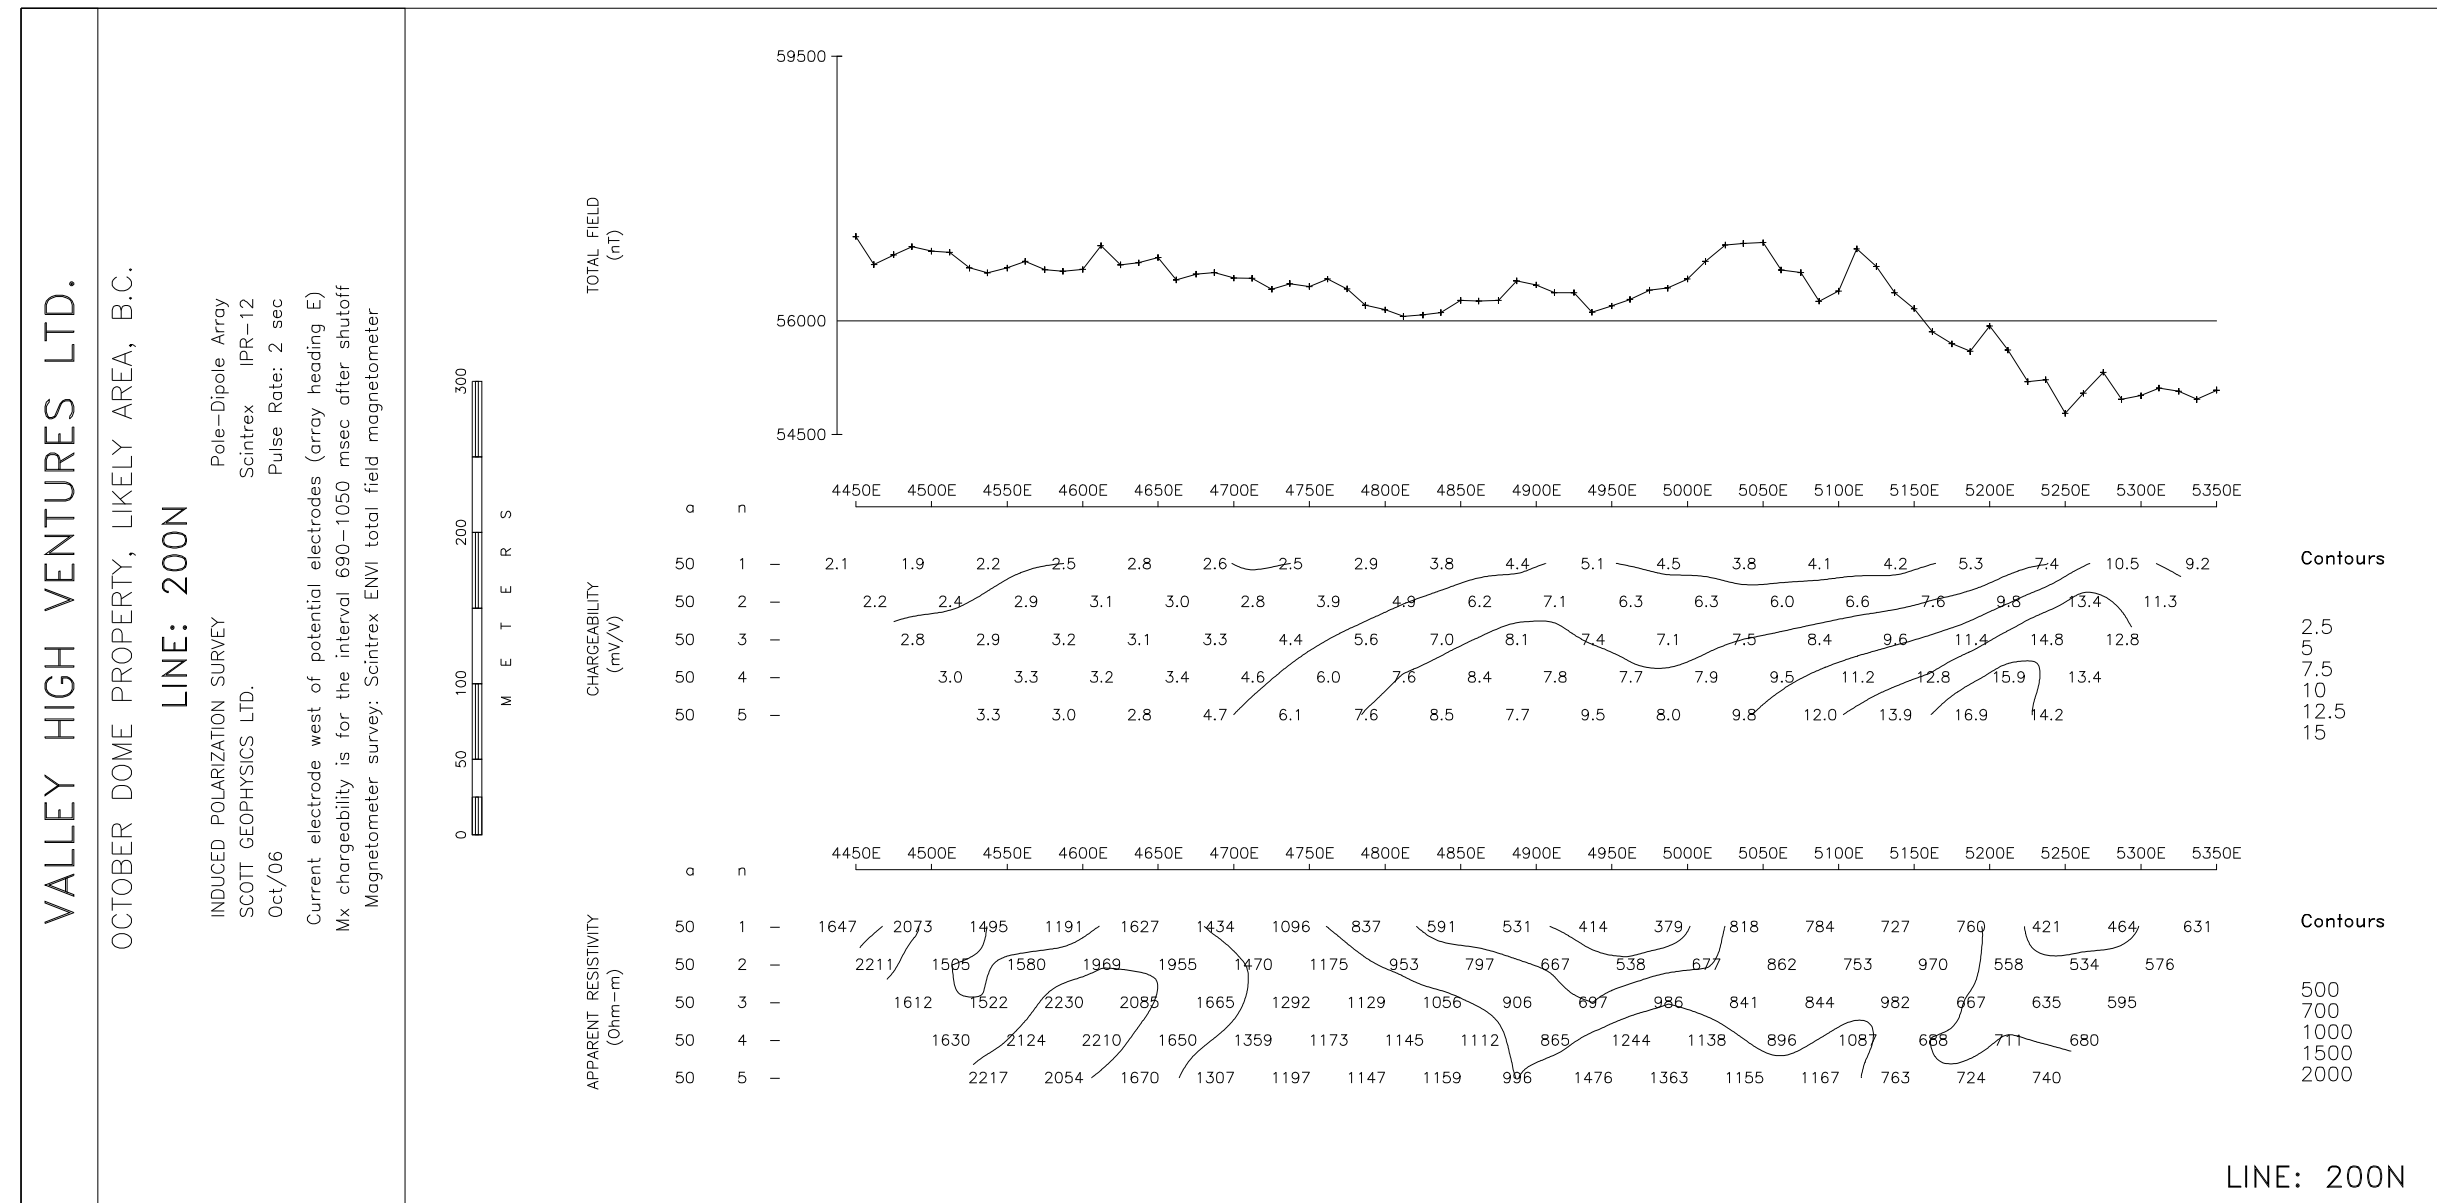 VALLEY HIGH VENTURES LTD.
OCTOBER DOME PROPERTY, LIKELY AREA, B.C.
LINE: 200N
INDUCED POLARIZATION SURVEY Pole-Dipole Array
SCOTT GEOPHYSICS LTD. Scintrex IPR-12
Oct/06 Pulse Rate: 2 sec
Current electrode west of potential electrodes (array heading E)
Mx chargeability is for the interval 690-1050 msec after shutoff
Magnetometer survey: Scintrex ENVI total field magnetometer
0 50 100 200 300
METERS
TOTAL FIELD
(nT)
59500
56000
54500
4450E 4500E 4550E 4600E 4650E 4700E 4750E 4800E 4850E 4900E 4950E 5000E 5050E 5100E 5150E 5200E 5250E 5300E 5350E
a n
CHARGEABILITY
(mV/V)
50 1 - 2.1 1.9 2.2 2.5 2.8 2.6 2.5 2.9 3.8 4.4 5.1 4.5 3.8 4.1 4.2 5.3 7.4 10.5 9.2
50 2 - 2.2 2.4 2.9 3.1 3.0 2.8 3.9 4.9 6.2 7.1 6.3 6.3 6.0 6.6 7.6 9.8 13.4 11.3
50 3 - 2.8 2.9 3.2 3.1 3.3 4.4 5.6 7.0 8.1 7.4 7.1 7.5 8.4 9.6 11.4 14.8 12.8
50 4 - 3.0 3.3 3.2 3.4 4.6 6.0 7.6 8.4 7.8 7.7 7.9 9.5 11.2 12.8 15.9 13.4
50 5 - 3.3 3.0 2.8 4.7 6.1 7.6 8.5 7.7 9.5 8.0 9.8 12.0 13.9 16.9 14.2
Contours
2.5
5
7.5
10
12.5
15
4450E 4500E 4550E 4600E 4650E 4700E 4750E 4800E 4850E 4900E 4950E 5000E 5050E 5100E 5150E 5200E 5250E 5300E 5350E
a n
APPARENT RESISTIVITY
(Ohm-m)
50 1 - 1647 2073 1495 1191 1627 1434 1096 837 591 531 414 379 818 784 727 760 421 464 631
50 2 - 2211 1505 1580 1969 1955 1470 1175 953 797 667 538 677 862 753 970 558 534 576
50 3 - 1612 1522 2230 2085 1665 1292 1129 1056 906 697 986 841 844 982 667 635 595
50 4 - 1630 2124 2210 1650 1359 1173 1145 1112 865 1244 1138 896 1087 688 711 680
50 5 - 2217 2054 1670 1307 1197 1147 1159 996 1476 1363 1155 1167 763 724 740
Contours
500
700
1000
1500
2000
LINE: 200N